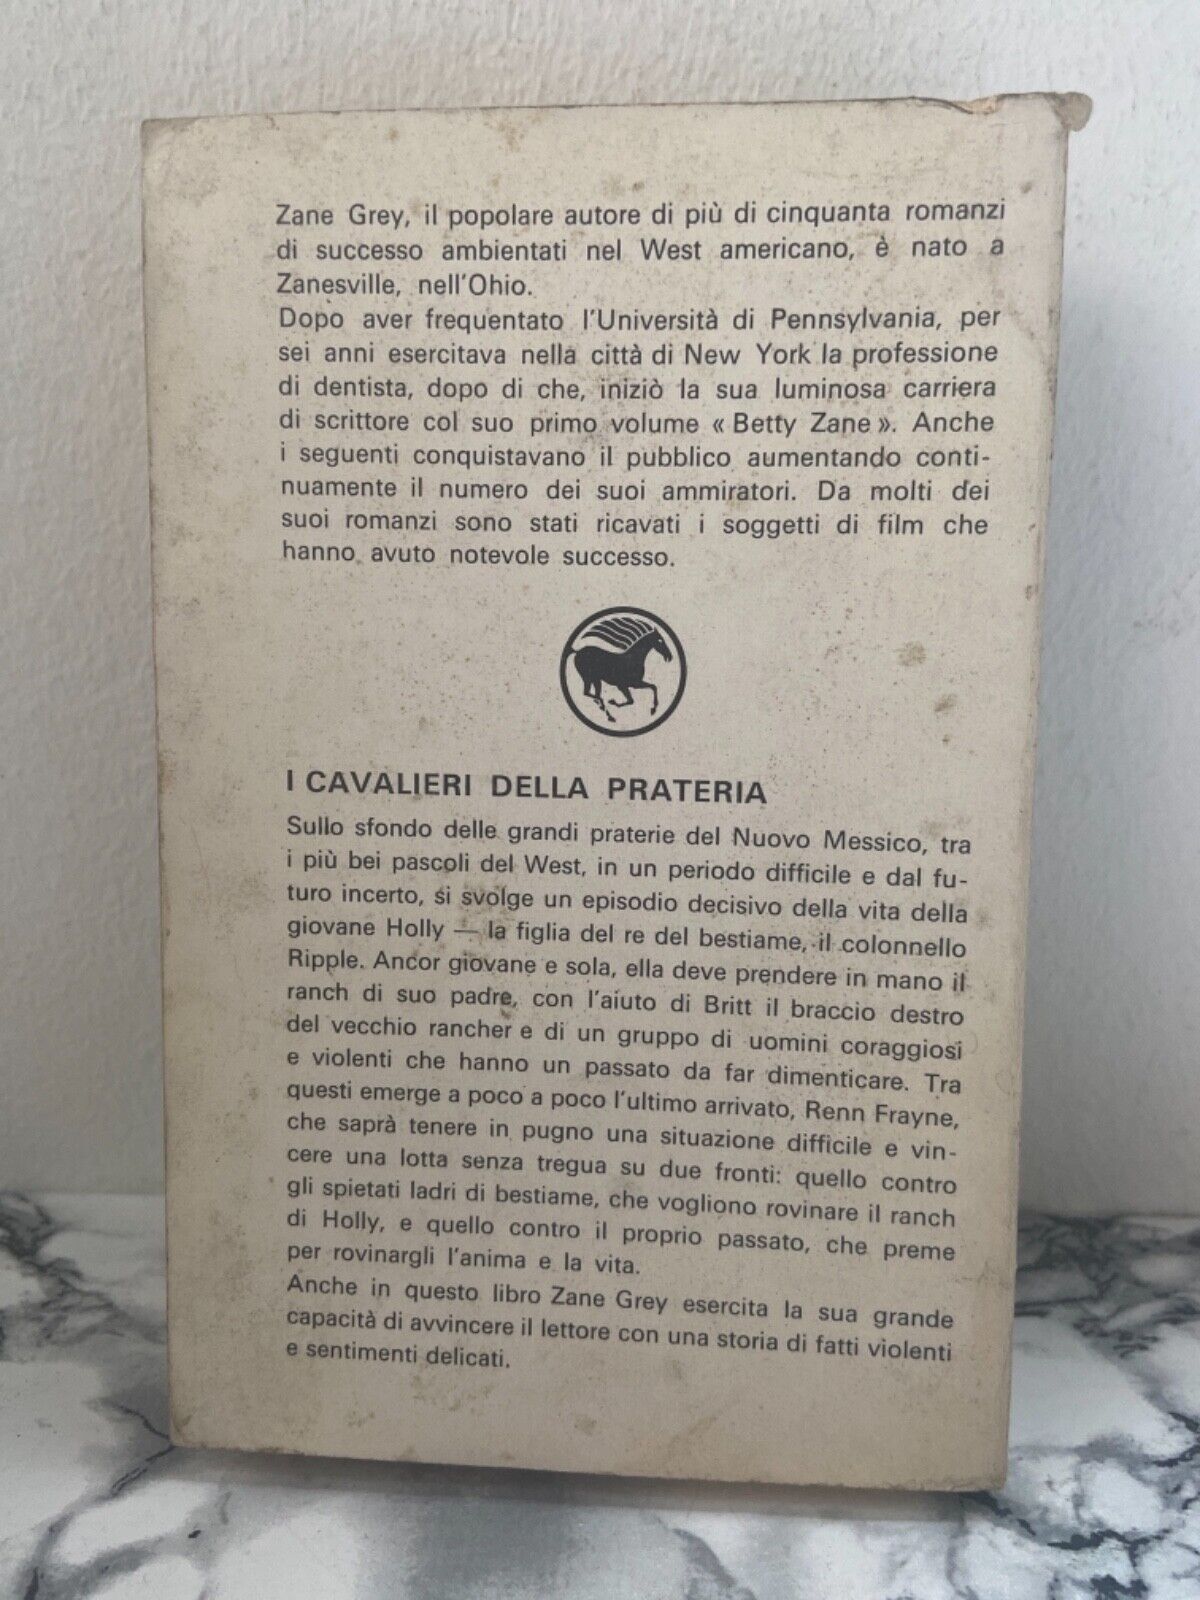 Zane Grey, il popolare autore di più di cinquanta romanzi
di successo ambientati nel West americano, è nato a
Zanesville, nell'Ohio.
Dopo aver frequentato l'Università di Pennsylvania, per
sei anni esercitava nella città di New York la professione
di dentista, dopo di che, iniziò la sua luminosa carriera
di scrittore col suo primo volume « Betty Zane ». Anche
i seguenti conquistavano il pubblico aumentando conti-
nuamente il numero dei suoi ammiratori. Da molti dei
suoi romanzi sono stati ricavati i soggetti di film che
hanno avuto notevole successo.
I CAVALIERI DELLA PRATERIA
Sullo sfondo delle grandi praterie del Nuovo Messico, tra
i più bei pascoli del West, in un periodo difficile e dal fu-
turo incerto, si svolge un episodio decisivo della vita della
giovane Holly — la figlia del re del bestiame, il colonnello
Ripple. Ancor giovane e sola, ella deve prendere in mano il
ranch di suo padre, con l'aiuto di Britt il braccio destro
del vecchio rancher e di un gruppo di uomini coraggiosi
e violenti che hanno un passato da far dimenticare. Tra
questi emerge a poco a poco l'ultimo arrivato, Renn Frayne,
che saprà tenere in pugno una situazione difficile e vin-
cere una lotta senza tregua su due fronti: quello contro
gli spietati ladri di bestiame, che vogliono rovinare il ranch
di Holly, e quello contro il proprio passato, che preme
per rovinargli l'anima e la vita.
Anche in questo libro Zane Grey esercita la sua grande
capacità di avvincere il lettore con una storia di fatti violenti
e sentimenti delicati.